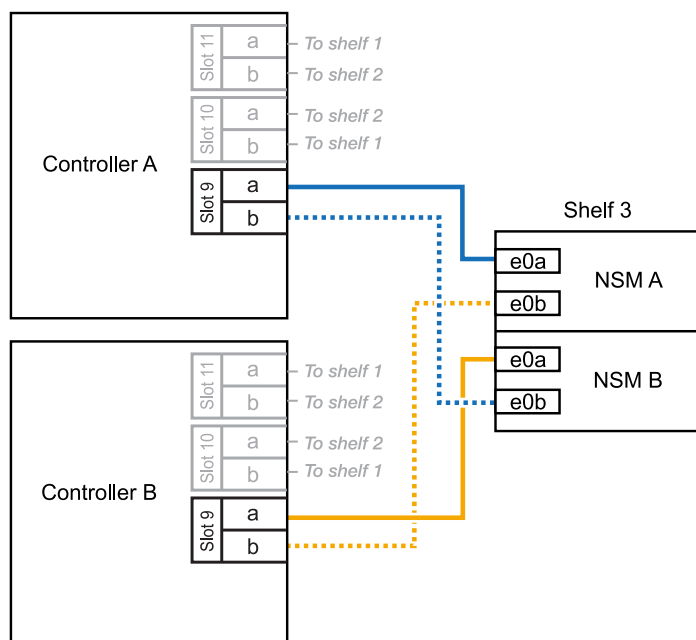 Controller A
Slot 11
a
To shelf 1
b
To shelf 2
Slot 10
a
To shelf 2
b
To shelf 1
Slot 9
a
b
Shelf 3
NSM A
e0a
e0b
NSM B
e0a
e0b
Controller B
Slot 11
a
To shelf 1
b
To shelf 2
Slot 10
a
To shelf 2
b
To shelf 1
Slot 9
a
b